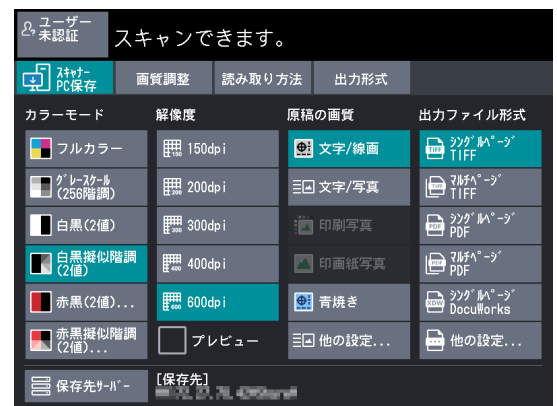 ユーザー
未認証
スキャンできます。
スキャナー
PC保存
画質調整
読み取り方法
出力形式
カラーモード
解像度
原稿の画質
出力ファイル形式
フルカラー
150dpi
文字/線画
シングルページ
TIFF
グレースケール
(256階調)
200dpi
文字/写真
マルチページ
TIFF
白黒(2値)
300dpi
印刷写真
シングルページ
PDF
白黒擬似階調
(2値)
400dpi
印画紙写真
マルチページ
PDF
赤黒(2値)...
600dpi
青焼き
シングルページ
DocuWorks
赤黒擬似階調
(2値)...
プレビュー
他の設定...
他の設定...
保存先サーバー
[保存先]